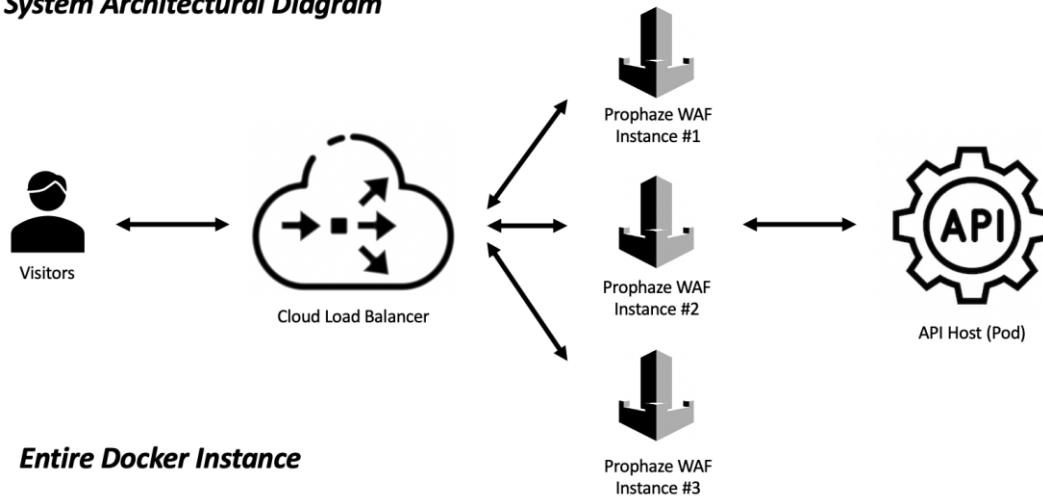 System Architectural Diagram
Prophaze WAF
Instance #1
API
Visitors
Cloud Load Balancer
Prophaze WAF
Instance #2
API Host (Pod)
Entire Docker Instance
Prophaze WAF
Instance #3